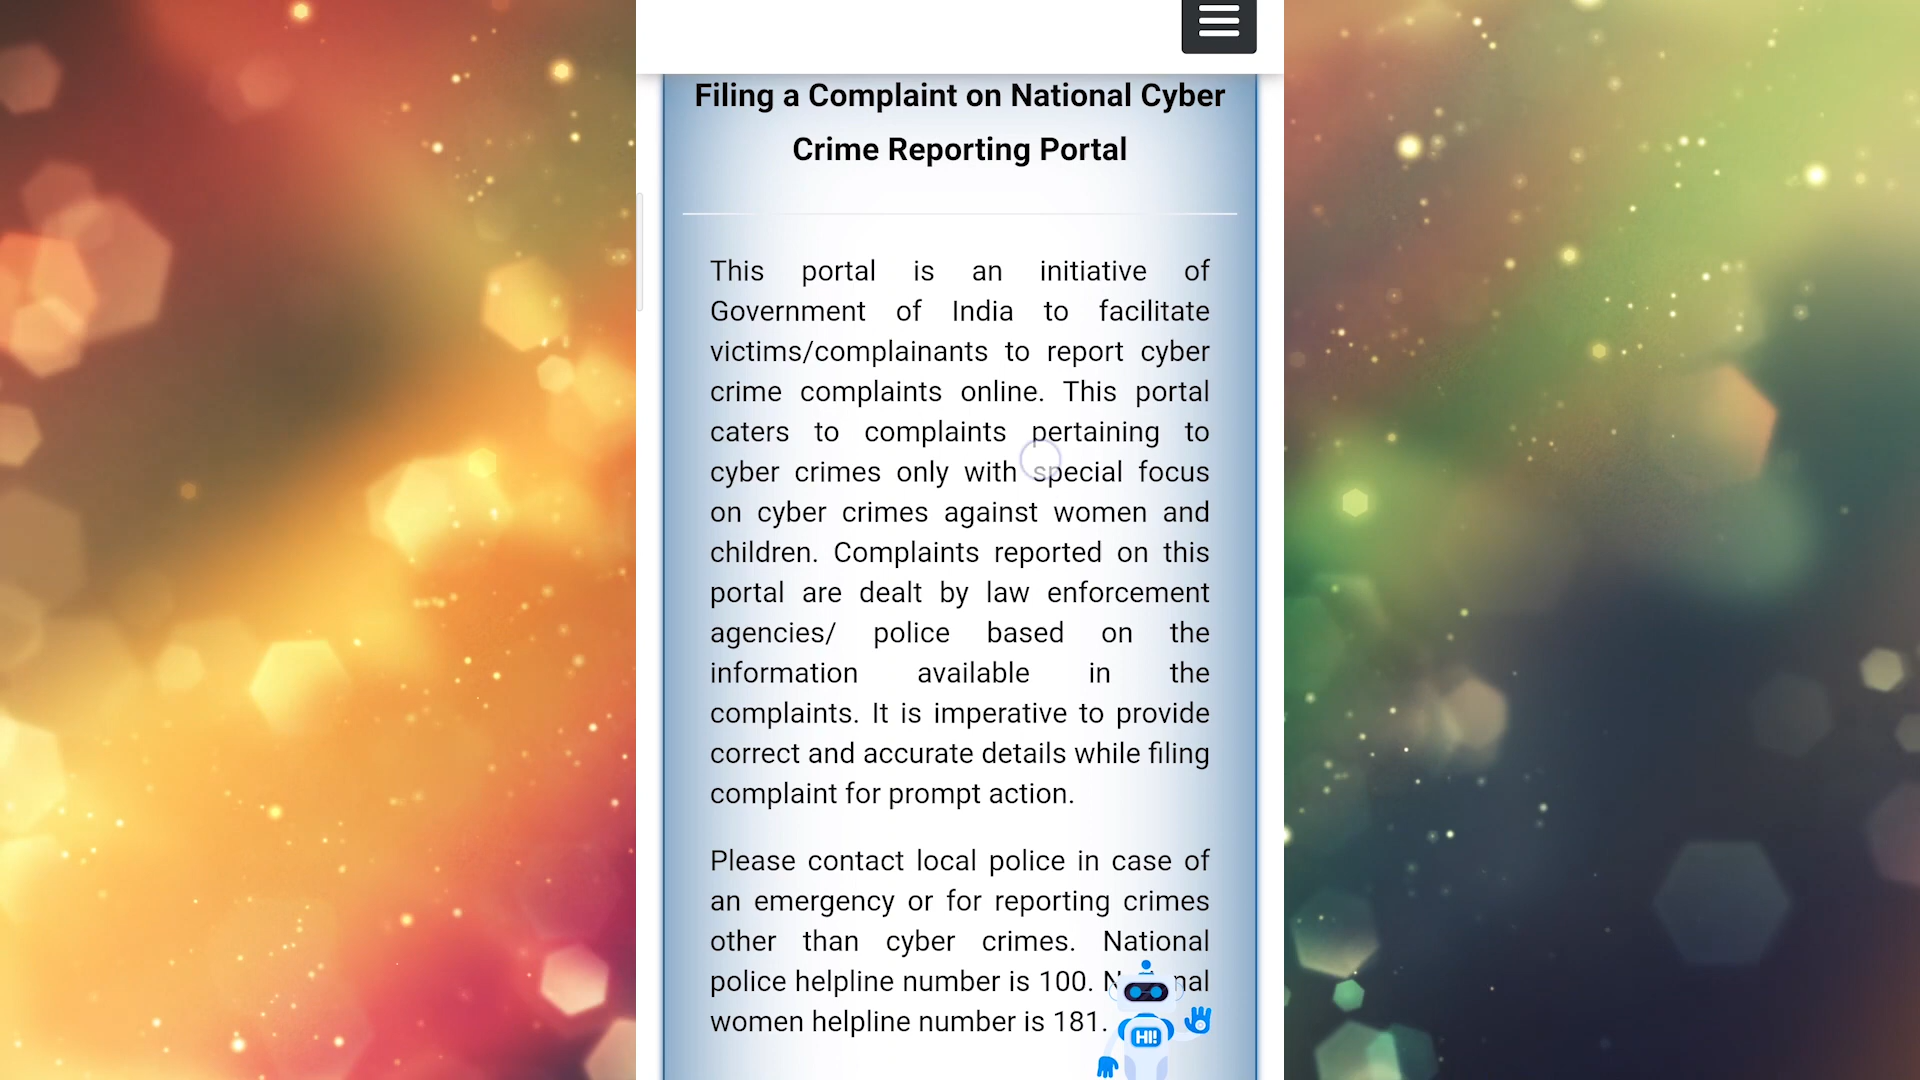 Filing a Complaint on National Cyber
Crime Reporting Portal
This portal is an initiative of
Government of India to facilitate
victims/complainants to report cyber
crime complaints online. This portal
caters to complaints pertaining to
cyber crimes only with special focus
on cyber crimes against women and
children. Complaints reported on this
portal are dealt by law enforcement
agencies/ police based on the
information available in the
complaints. It is imperative to provide
correct and accurate details while filing
complaint for prompt action.
Please contact local police in case of
an emergency or for reporting crimes
other than cyber crimes. National
police helpline number is 100.
women helpline number is 181.
HI!